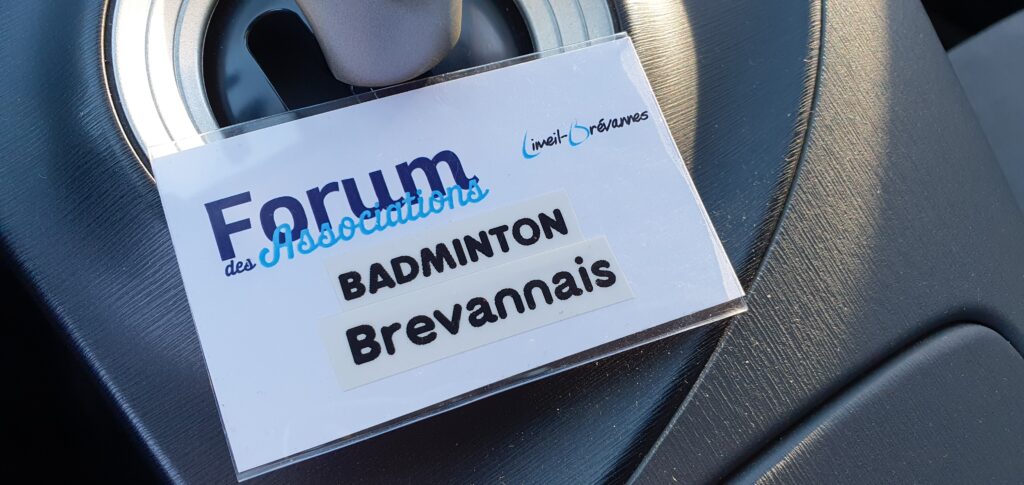 Limeil-Brévannes
Forum
des Associations
BADMINTON
Brevannais